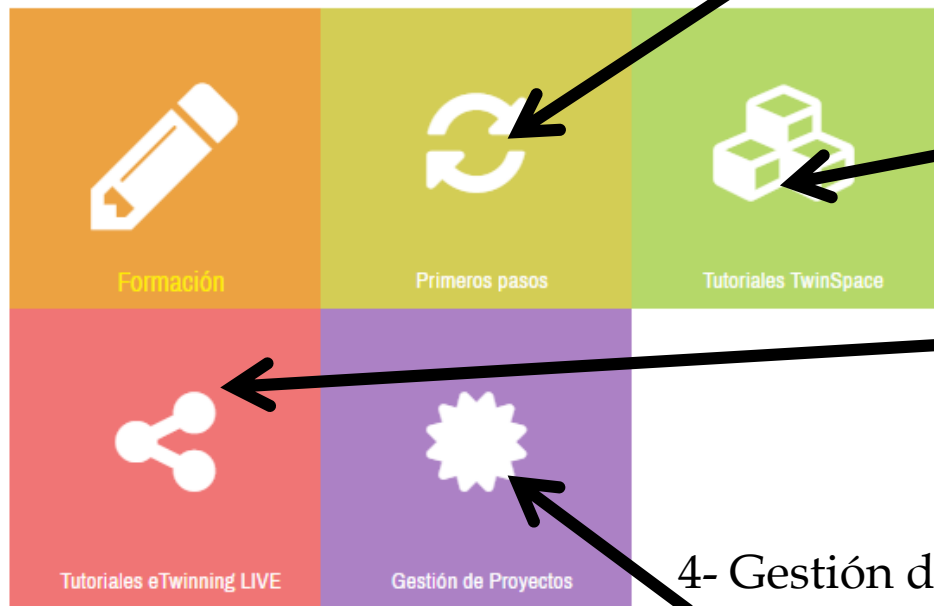 Formación
Primeros pasos
Tutoriales TwinSpace
Tutoriales eTwinning LIVE
Gestión de Proyectos
4- Gestión d